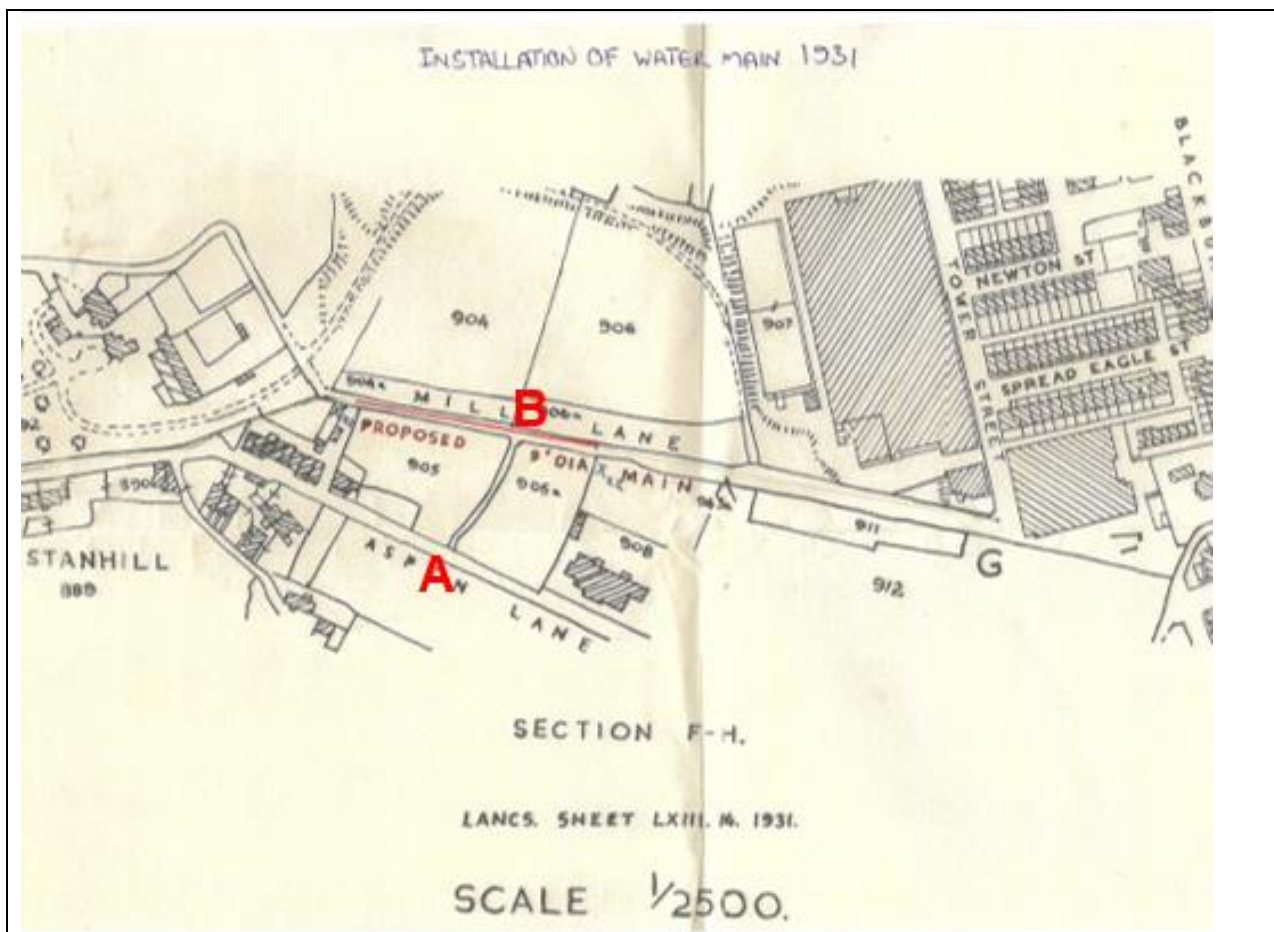 INSTALLATION OF WATER MAIN 1931
BLACKBU
TOWER STREET
NEWTON ST
SPREAD EAGLE ST
904
906
907
904a
MILL LANE
B
906a
PROPOSED
9" DIA MAIN
905
905a
908
911
G
912
ASPEN LANE
A
STANHILL
889
SECTION F-H.
LANCS. SHEET LXIII. 14. 1931.
SCALE 1/2500.